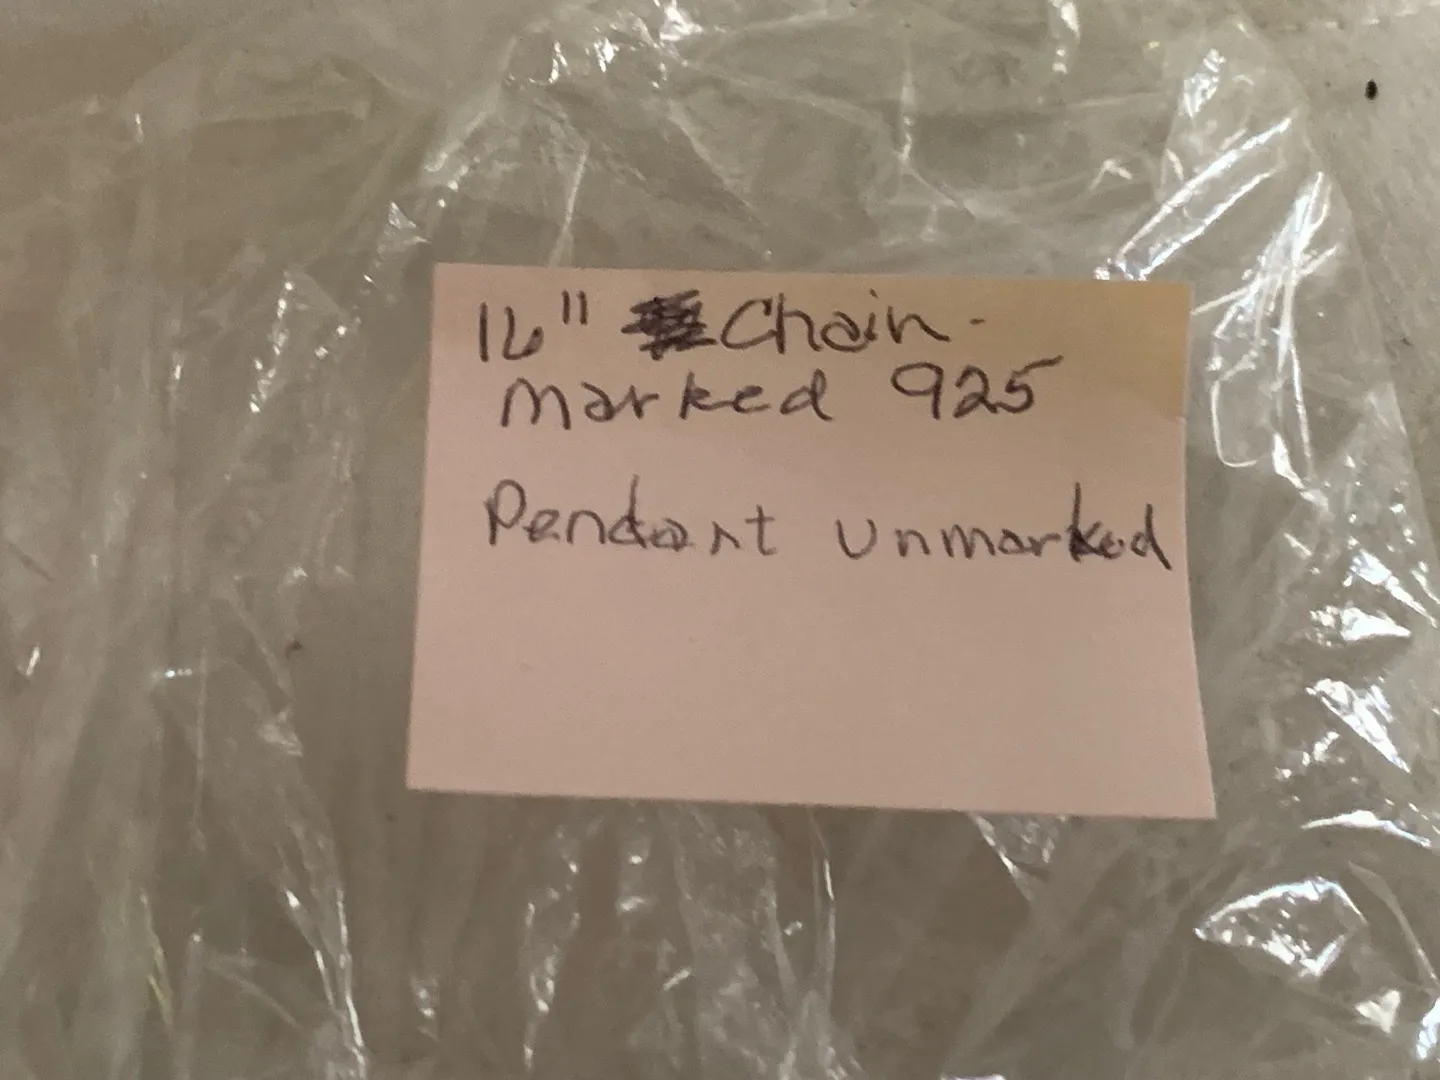 16" Chain -
marked 925
Pendant unmarked